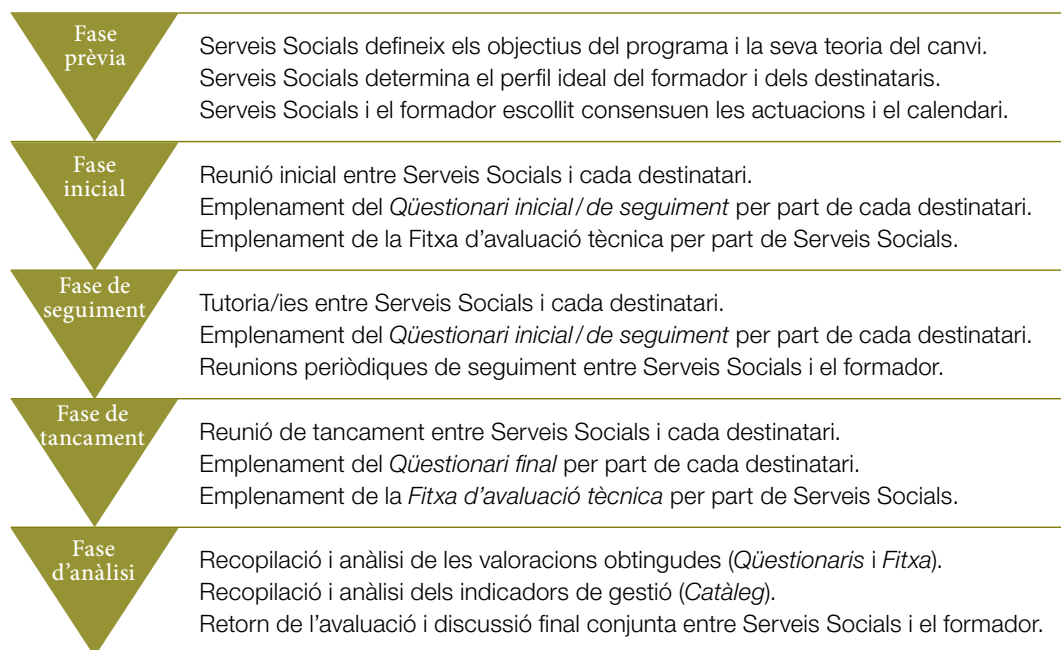 Fase
prèvia
Serveis Socials defineix els objectius del programa i la seva teoria del canvi.
Serveis Socials determina el perfil ideal del formador i dels destinataris.
Serveis Socials i el formador escollit consensuen les actuacions i el calendari.
Fase
inicial
Reunió inicial entre Serveis Socials i cada destinatari.
Emplenament del Qüestionari inicial/de seguiment per part de cada destinatari.
Emplenament de la Fitxa d’avaluació tècnica per part de Serveis Socials.
Fase de
seguiment
Tutoria/ies entre Serveis Socials i cada destinatari.
Emplenament del Qüestionari inicial/de seguiment per part de cada destinatari.
Reunions periòdiques de seguiment entre Serveis Socials i el formador.
Fase de
tancament
Reunió de tancament entre Serveis Socials i cada destinatari.
Emplenament del Qüestionari final per part de cada destinatari.
Emplenament de la Fitxa d’avaluació tècnica per part de Serveis Socials.
Fase
d’anàlisi
Recopilació i anàlisi de les valoracions obtingudes (Qüestionaris i Fitxa).
Recopilació i anàlisi dels indicadors de gestió (Catàleg).
Retorn de l’avaluació i discussió final conjunta entre Serveis Socials i el formador.